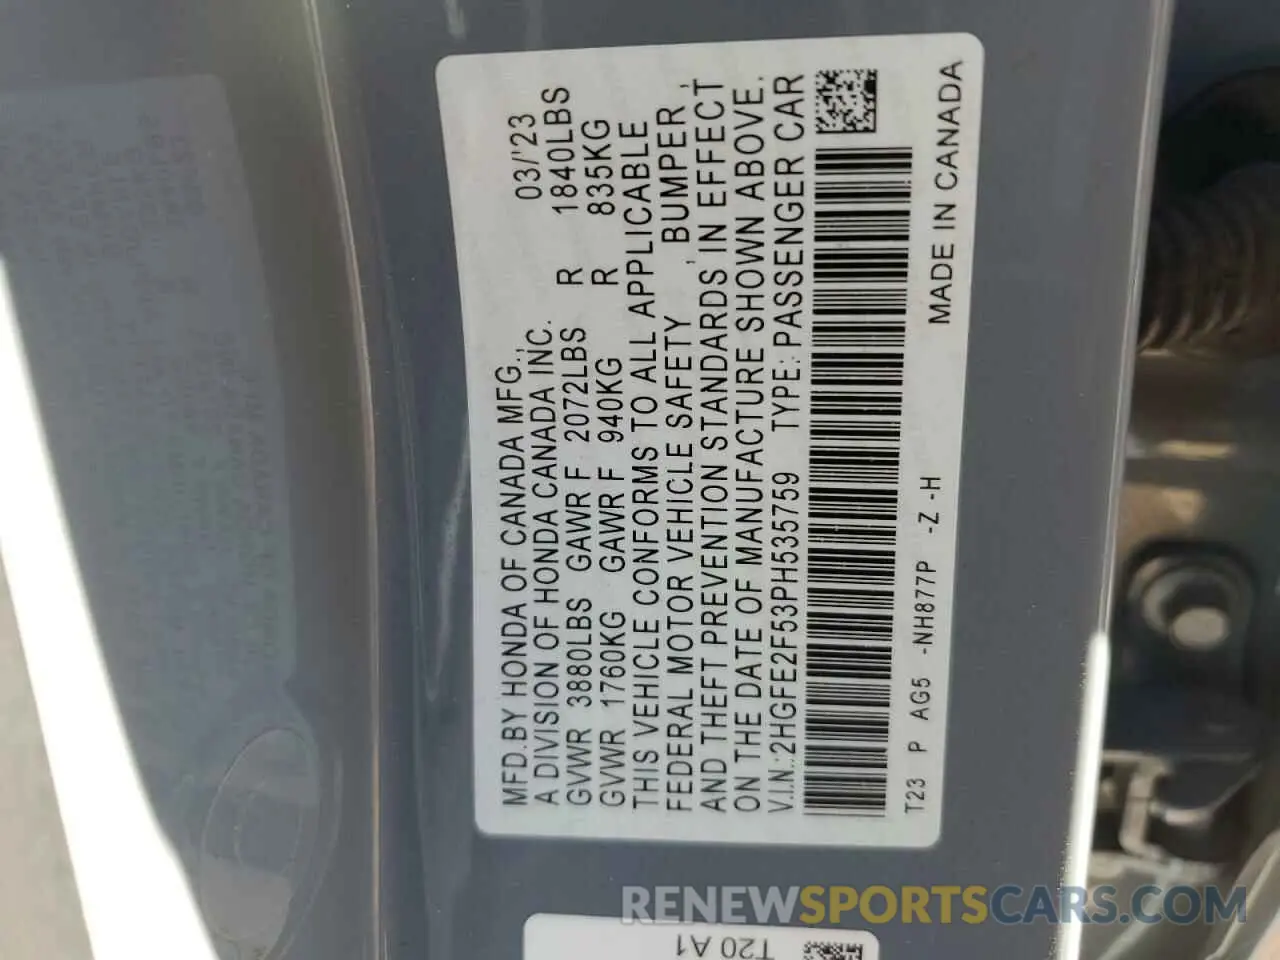 MFD.BY HONDA OF CANADA MFG., 03/'23
A DIVISION OF HONDA CANADA INC.
GVWR 3880LBS GAWR F 2072LBS R 1840LBS
GVWR 1760KG GAWR F 940KG R 835KG
THIS VEHICLE CONFORMS TO ALL APPLICABLE
FEDERAL MOTOR VEHICLE SAFETY , BUMPER ,
AND THEFT PREVENTION STANDARDS IN EFFECT
ON THE DATE OF MANUFACTURE SHOWN ABOVE.
V.I.N.:2HGFE2F53PH535759 TYPE: PASSENGER CAR
T23 P AG5 -NH877P -Z -H MADE IN CANADA
T20 A1
RENEWSPORTSCARS.COM